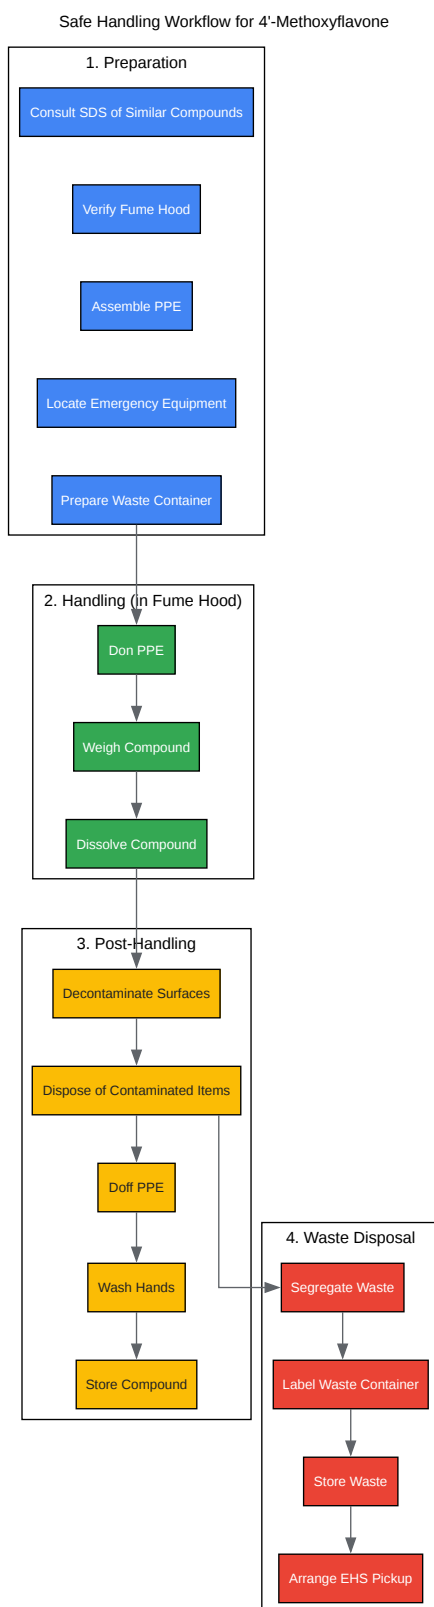 Safe Handling Workflow for 4'-Methoxyflavone
1. Preparation
Consult SDS of Similar Compounds
Verify Fume Hood
Assemble PPE
Locate Emergency Equipment
Prepare Waste Container
2. Handling (in Fume Hood)
Don PPE
Weigh Compound
Dissolve Compound
3. Post-Handling
Decontaminate Surfaces
Dispose of Contaminated Items
Doff PPE
Wash Hands
Store Compound
4. Waste Disposal
Segregate Waste
Label Waste Container
Store Waste
Arrange EHS Pickup